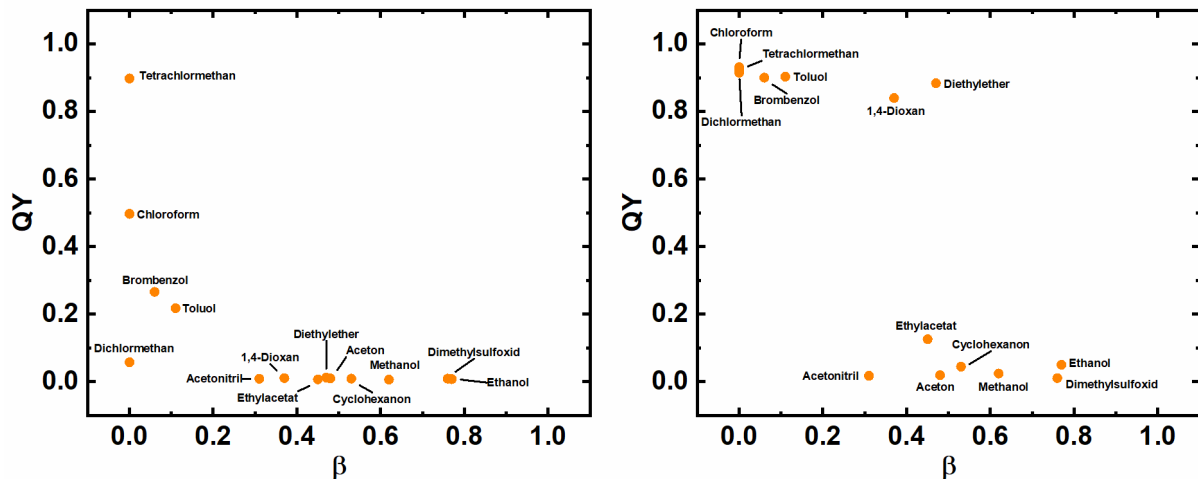 1.0
0.8
0.6
0.4
0.2
0.0
QY
Tetrachlormethan
Chloroform
Brombenzol
Toluol
Dichlormethan
Diethylether
1,4-Dioxan
Aceton
Methanol
Dimethylsulfoxid
Acetonitril
Ethylacetat
Cyclohexanon
Ethanol
0.0 0.2 0.4 0.6 0.8 1.0
β
1.0
0.8
0.6
0.4
0.2
0.0
QY
Chloroform
Tetrachlormethan
Toluol
Brombenzol
Diethylether
1,4-Dioxan
Dichlormethan
Ethylacetat
Cyclohexanon
Ethanol
Acetonitril
Aceton
Methanol
Dimethylsulfoxid
0.0 0.2 0.4 0.6 0.8 1.0
β